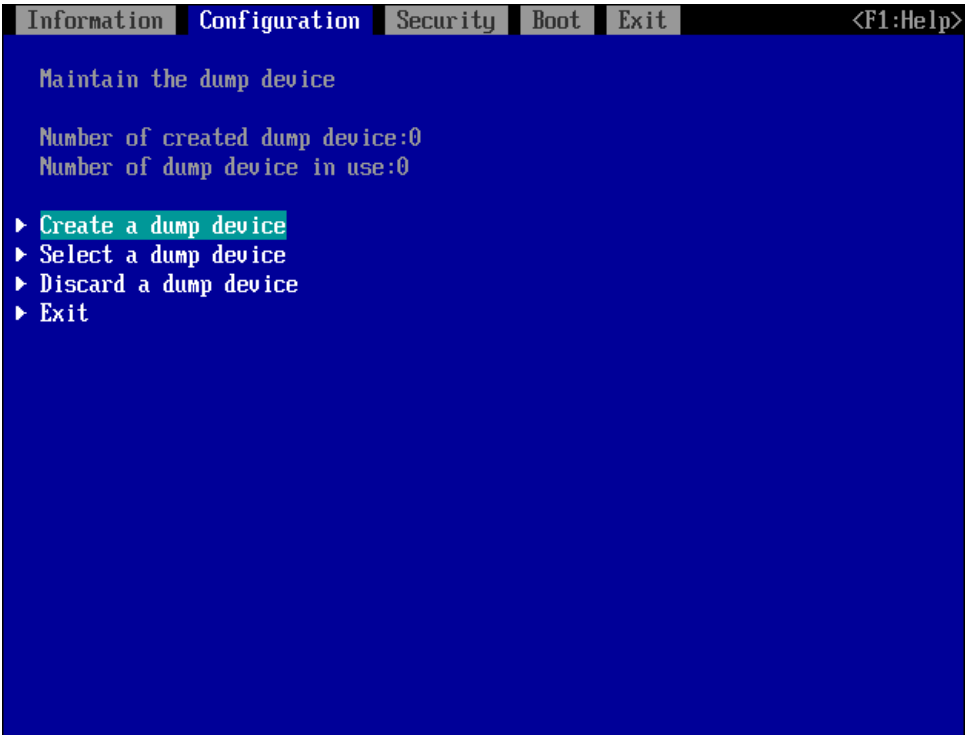 Information Configuration Security Boot Exit <F1:Help>
Maintain the dump device
Number of created dump device:0
Number of dump device in use:0
Create a dump device
Select a dump device
Discard a dump device
Exit